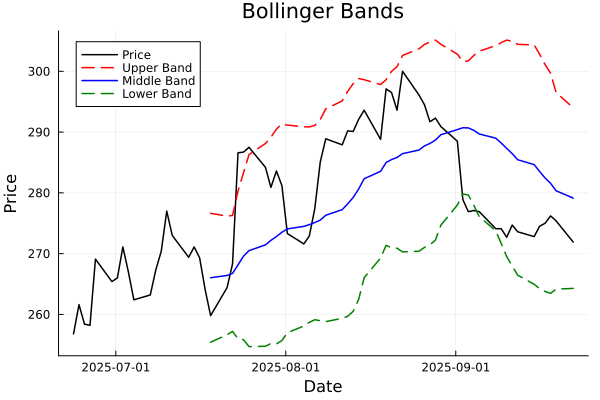 Bollinger Bands
Price
Upper Band
Middle Band
Lower Band
300
290
280
270
260
Price
2025-07-01
2025-08-01
2025-09-01
Date